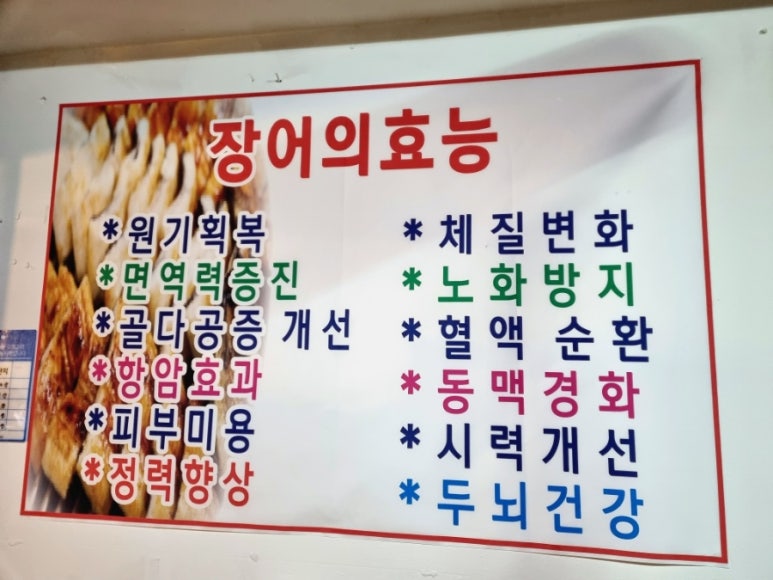 장어의효능
*원기획복
*면역력증진
*골다공증 개선
*항암효과
*피부미용
*정력향상
* 체질변화
* 노화방지
* 혈액 순환
* 동맥경화
* 시력개선
* 두뇌건강